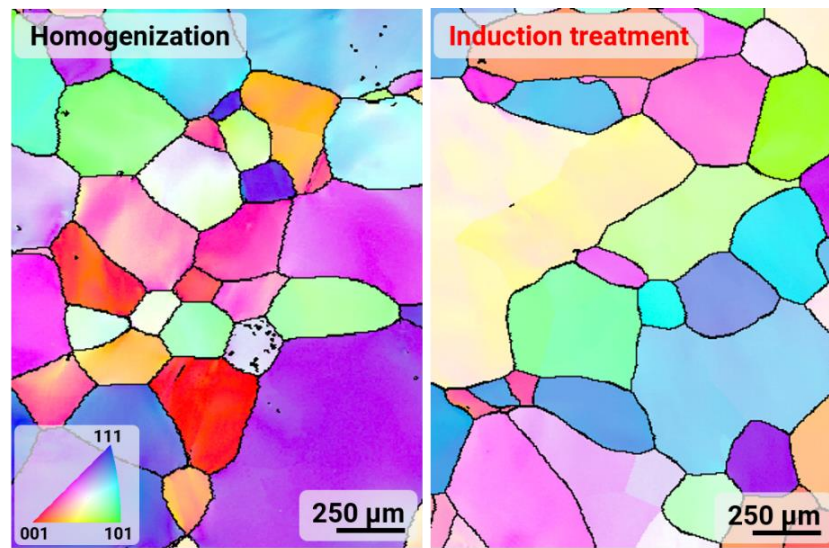 Homogenization
Induction treatment
111
001 101
250 µm
250 µm